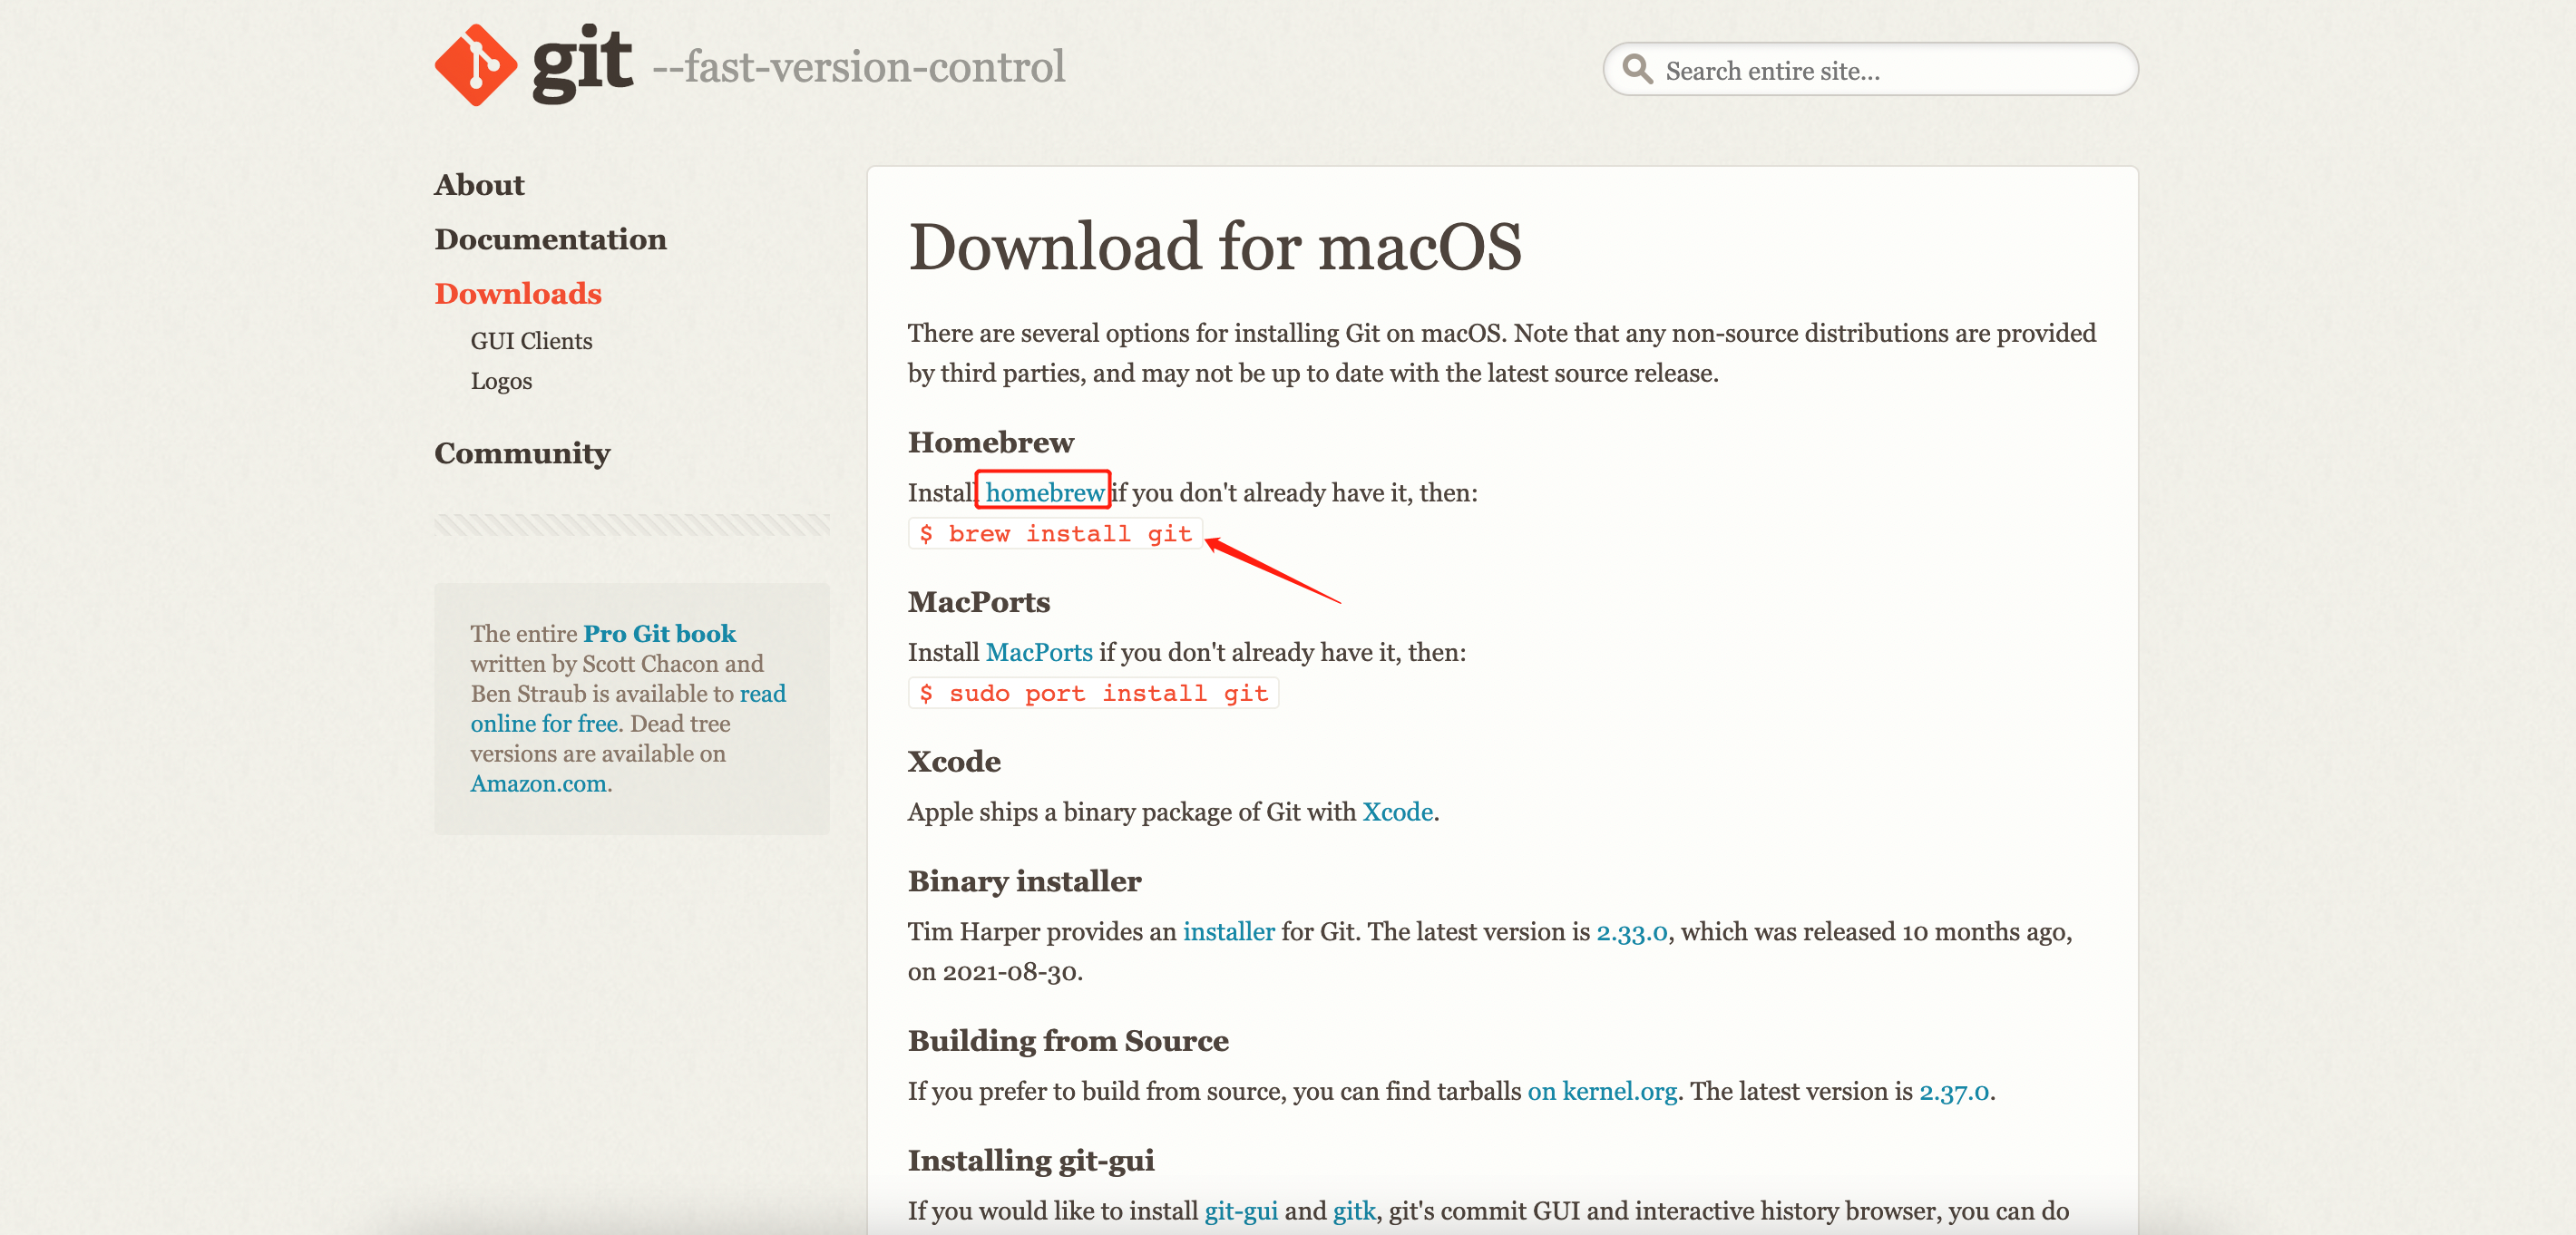 git --fast-version-control
Search entire site...
About
Documentation
Downloads
GUI Clients
Logos
Community
The entire Pro Git book
written by Scott Chacon and
Ben Straub is available to read
online for free. Dead tree
versions are available on
Amazon.com.
Download for macOS
There are several options for installing Git on macOS. Note that any non-source distributions are provided
by third parties, and may not be up to date with the latest source release.
Homebrew
Install homebrew if you don't already have it, then:
$ brew install git
MacPorts
Install MacPorts if you don't already have it, then:
$ sudo port install git
Xcode
Apple ships a binary package of Git with Xcode.
Binary installer
Tim Harper provides an installer for Git. The latest version is 2.33.0, which was released 10 months ago,
on 2021-08-30.
Building from Source
If you prefer to build from source, you can find tarballs on kernel.org. The latest version is 2.37.0.
Installing git-gui
If you would like to install git-gui and gitk, git's commit GUI and interactive history browser, you can do